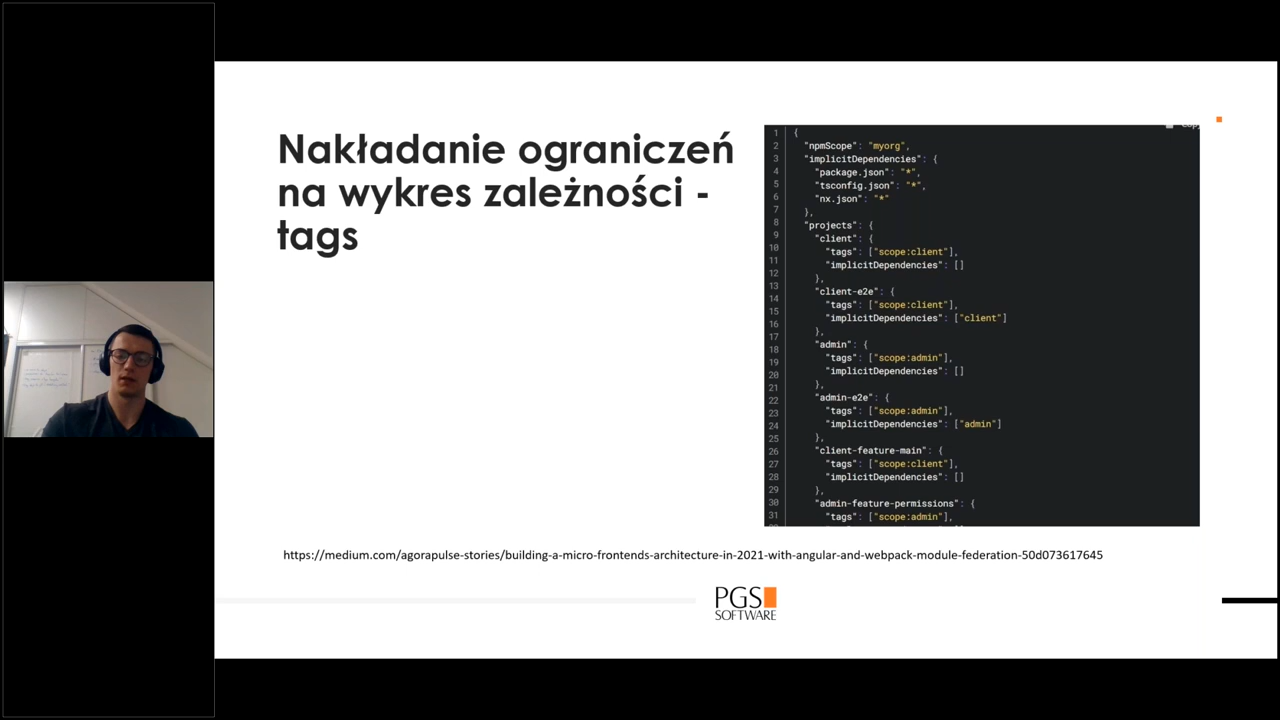 Nakładanie ograniczeń
na wykres zależności -
tags
1 {
2 "npmScope": "myorg",
3 "implicitDependencies": {
4 "package.json": "*",
5 "tsconfig.json": "*",
6 "nx.json": "*"
7 },
8 "projects": {
9 "client": {
10 "tags": ["scope:client"],
11 "implicitDependencies": []
12 },
13 "client-e2e": {
14 "tags": ["scope:client"],
15 "implicitDependencies": ["client"]
16 },
17 "admin": {
18 "tags": ["scope:admin"],
19 "implicitDependencies": []
20 },
21 "admin-e2e": {
22 "tags": ["scope:admin"],
23 "implicitDependencies": ["admin"]
24 },
25 "client-feature-main": {
26 "tags": ["scope:client"],
27 "implicitDependencies": []
28 },
29 "admin-feature-permissions": {
30 "tags": ["scope:admin"],
31
https://medium.com/agorapulse-stories/building-a-micro-frontends-architecture-in-2021-with-angular-and-webpack-module-federation-50d073617645
PGS
SOFTWARE